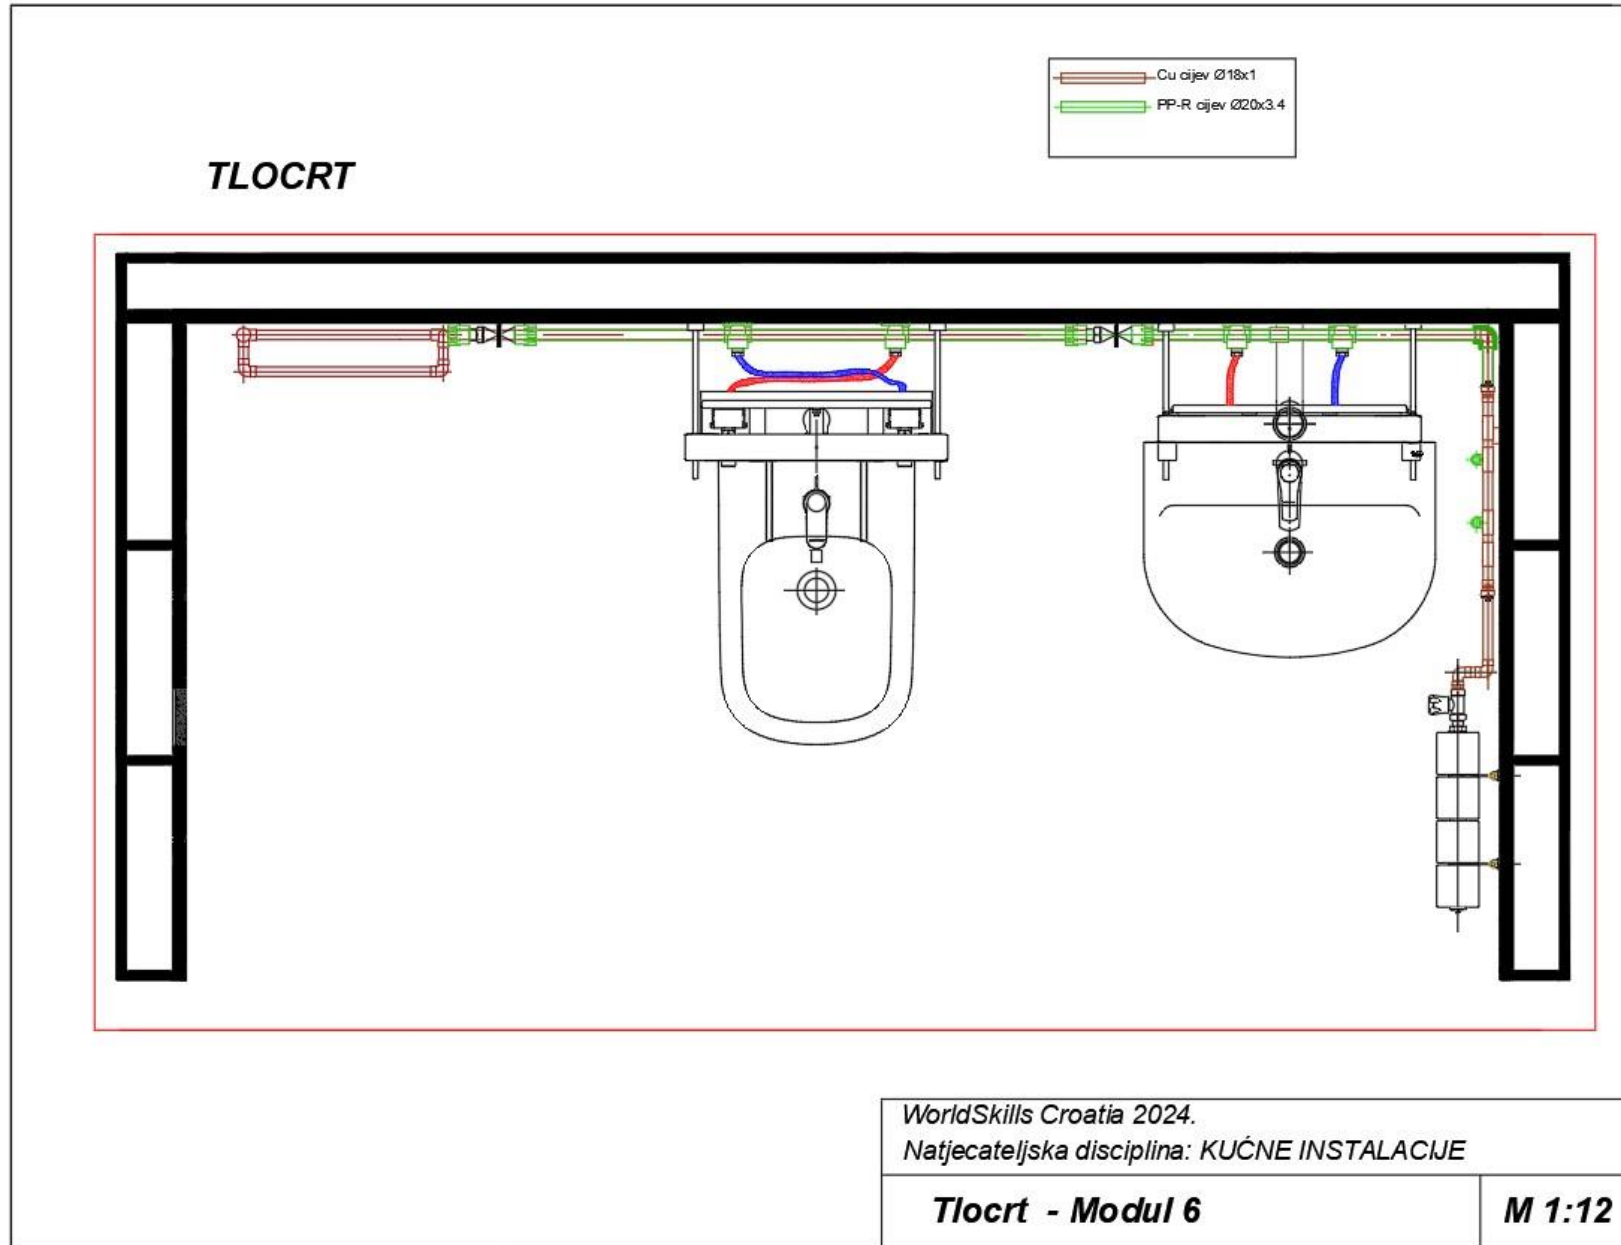 Cu cijev Ø18x1
PP-R cijev Ø20x3.4
TLOCRT
WorldSkills Croatia 2024.
Natjecateljska disciplina: KUĆNE INSTALACIJE
Tlocrt - Modul 6
M 1:12